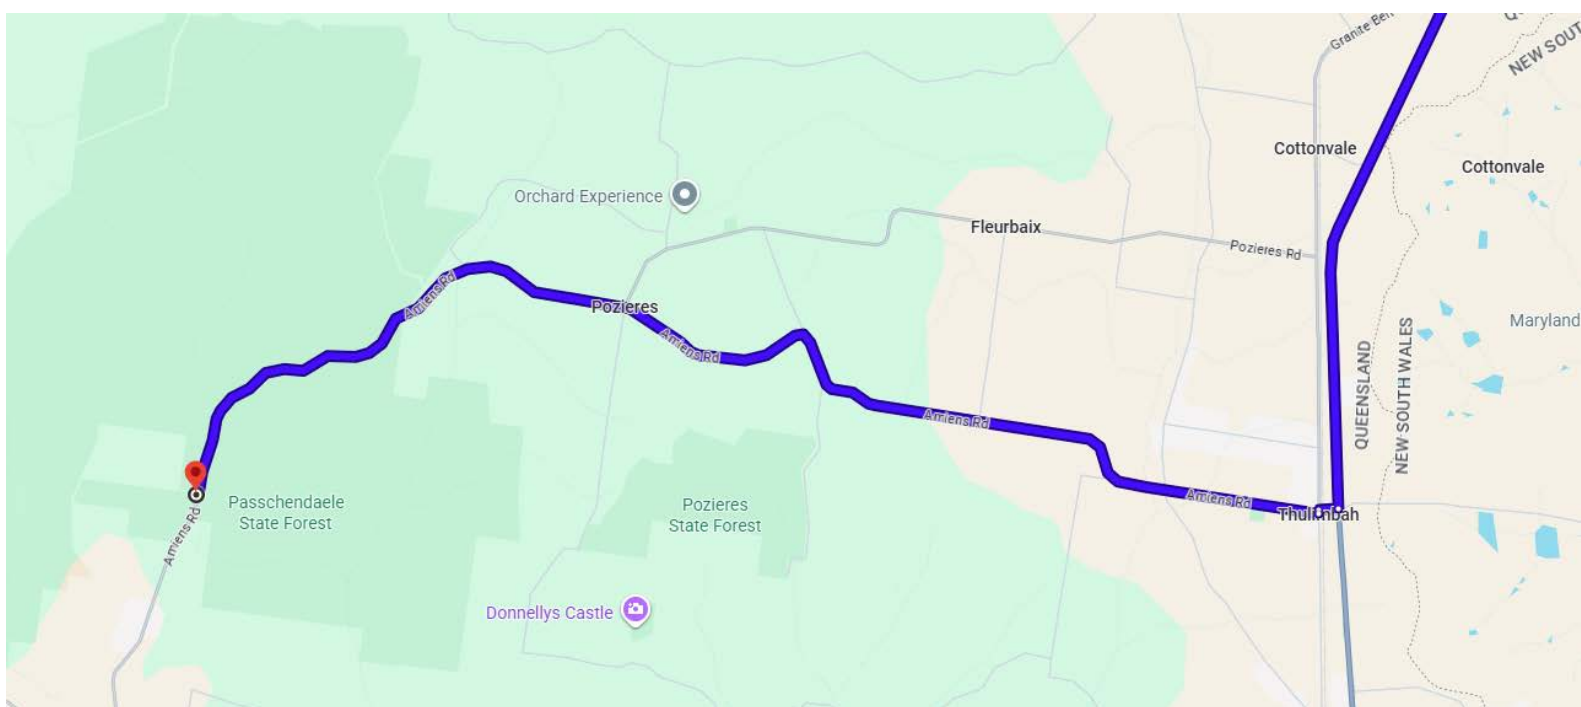 Granite Bel
NEW SOUT
Cottonvale
Cottonvale
Orchard Experience
Fleurbaix
Pozieres Rd
Amiens Rd
Pozieres
Maryland
Amiens Rd
QUEENSLAND
NEW SOUTH WALES
Amiens Rd
Passchendaele
State Forest
Pozieres
State Forest
Amiens Rd
Thulimbah
Amiens Rd
Donnellys Castle